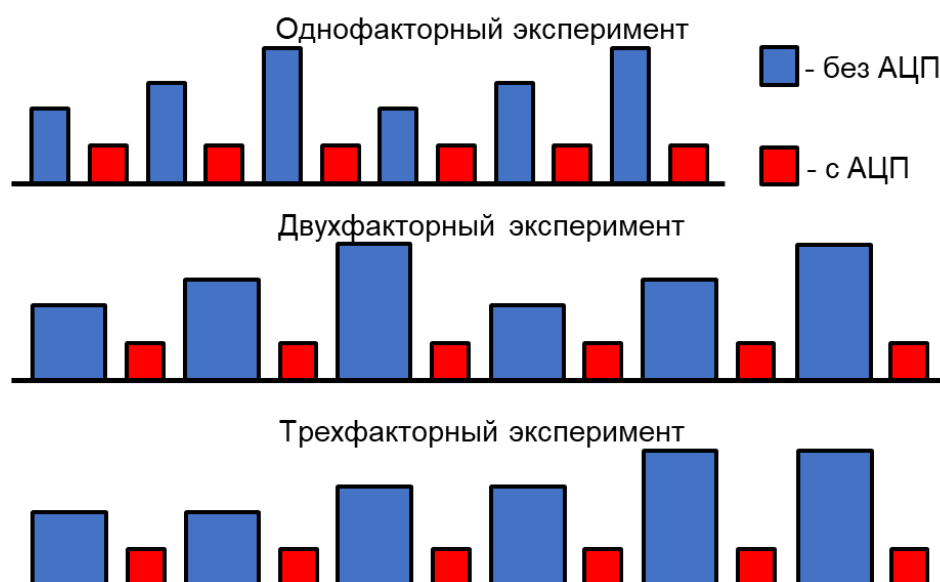 Однофакторный эксперимент
- без АЦП
- с АЦП
Двухфакторный эксперимент
Трехфакторный эксперимент